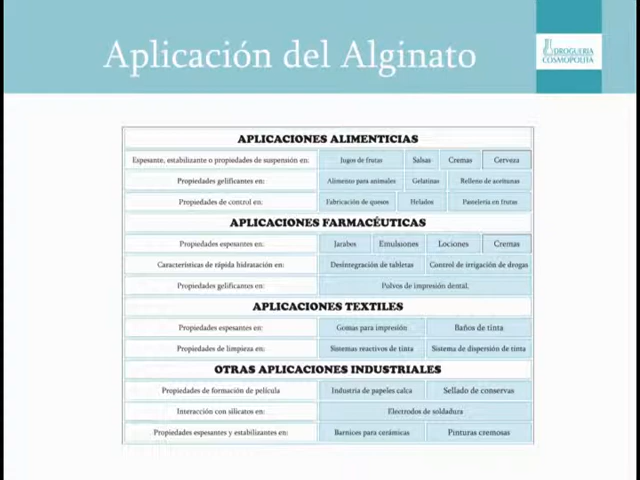 Aplicación del Alginato
DROGUERIA
COSMOPOLITA
APLICACIONES ALIMENTICIAS
Espesante, estabilizante o propiedades de suspensión en: Jugos de frutas Salsas Cremas Cerveza
Propiedades gelificantes en: Alimento para animales Gelatinas Relleno de aceitunas
Propiedades de control en: Fabricación de quesos Helados Pastelería en frutas
APLICACIONES FARMACÉUTICAS
Propiedades espesantes en: Jarabes Emulsiones Lociones Cremas
Características de rápida hidratación en: Desintegración de tabletas Control de irrigación de drogas
Propiedades gelificantes en: Polvos de impresión dental.
APLICACIONES TEXTILES
Propiedades espesantes en: Gomas para impresión Baños de tinta
Propiedades de limpieza en: Sistemas reactivos de tinta Sistema de dispersión de tinta
OTRAS APLICACIONES INDUSTRIALES
Propiedades de formación de película Industria de papeles calca Sellado de conservas
Interacción con silicatos en: Electrodos de soldadura
Propiedades espesantes y estabilizantes en: Barnices para cerámicas Pinturas cremosas